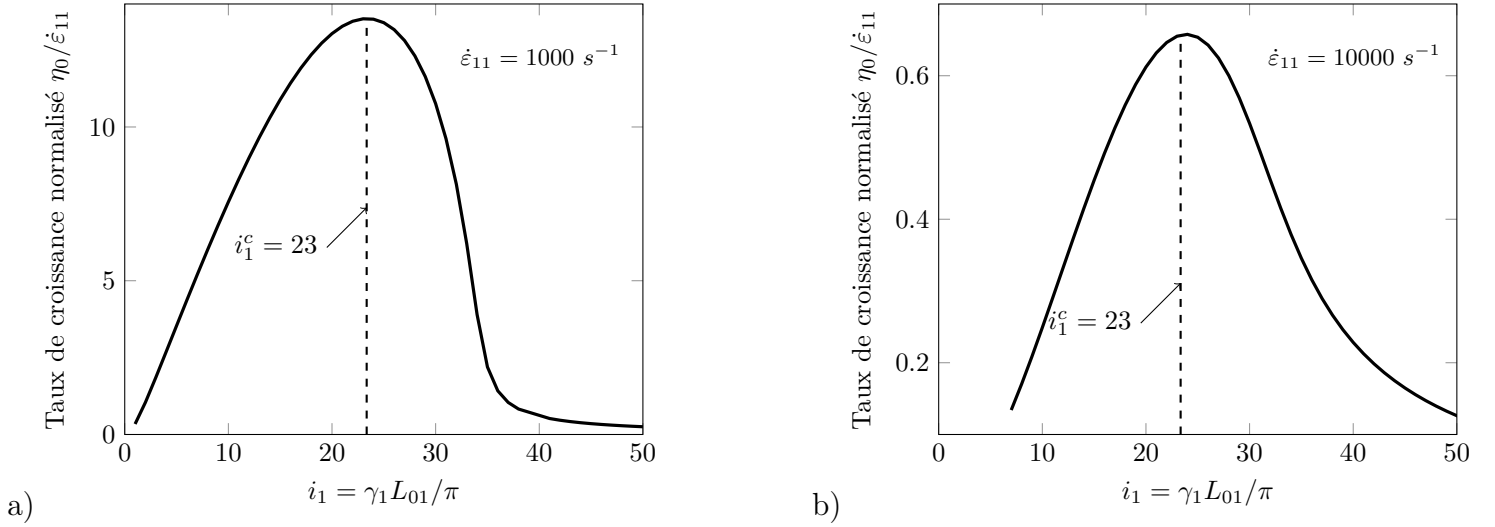 Taux de croissance normalisé η₀/ε̇₁₁
10
5
0
0 10 20 30 40 50
i₁ = γ₁L₀₁/π
ε̇₁₁ = 1000 s⁻¹
i₁ᶜ = 23
a)
Taux de croissance normalisé η₀/ε̇₁₁
0.6
0.4
0.2
0 10 20 30 40 50
i₁ = γ₁L₀₁/π
ε̇₁₁ = 10000 s⁻¹
i₁ᶜ = 23
b)